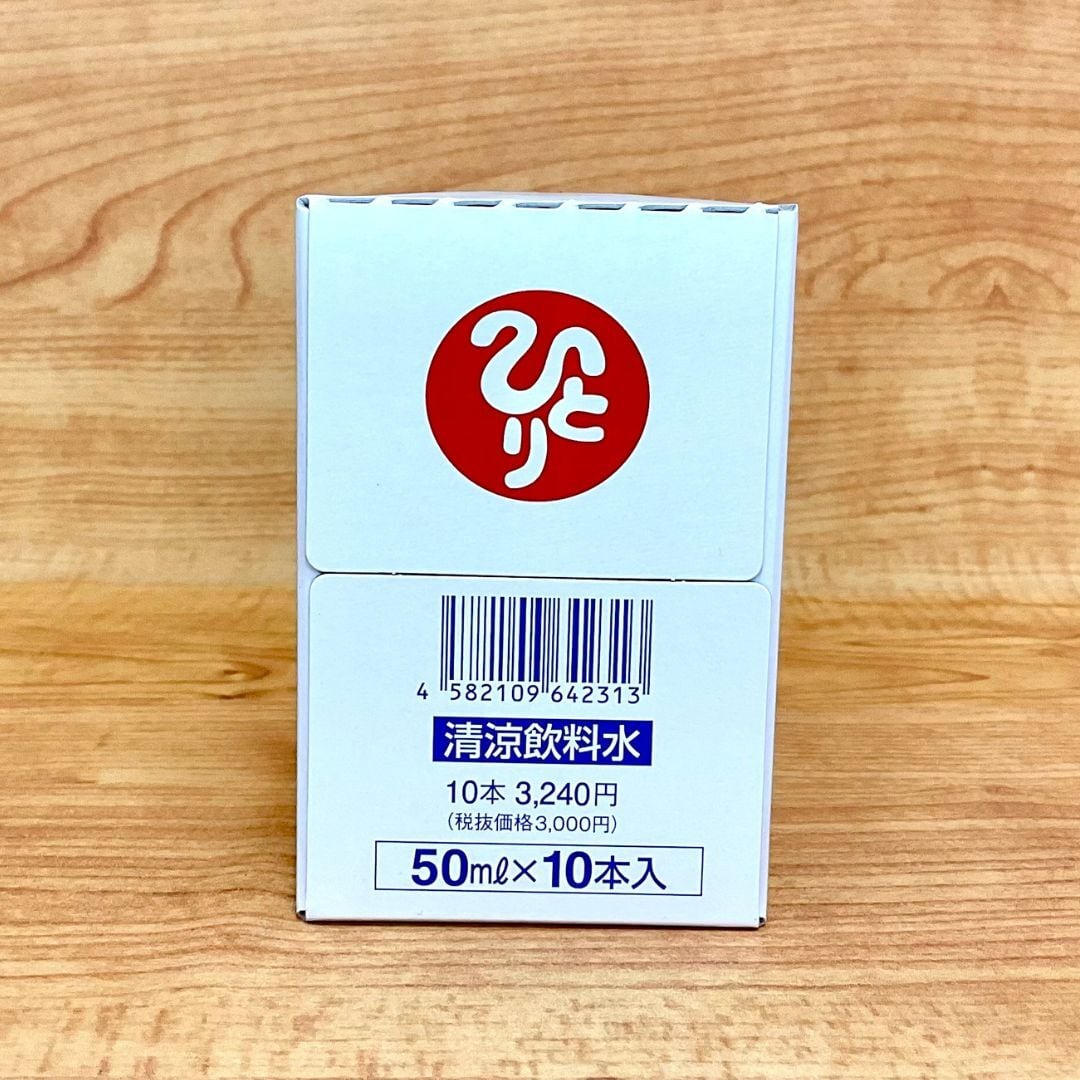 ひとり
4 582109 642313
清涼飲料水
10本 3,240円
(税抜価格3,000円)
50ml×10本入